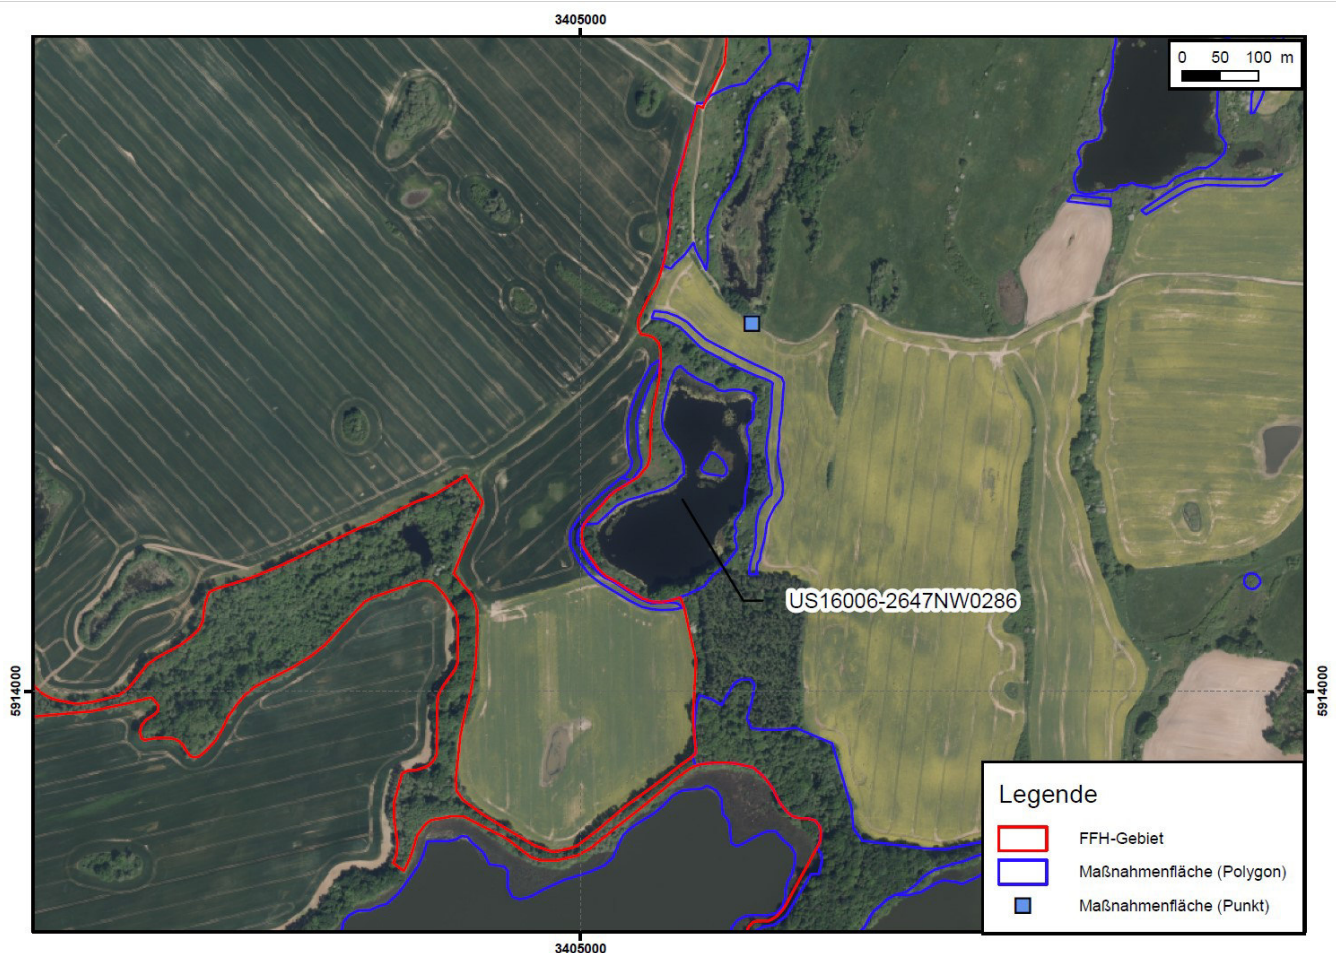 3405000
0 50 100 m
US16006-2647NW0286
5914000
5914000
Legende
FFH-Gebiet
Maßnahmenfläche (Polygon)
Maßnahmenfläche (Punkt)
3405000